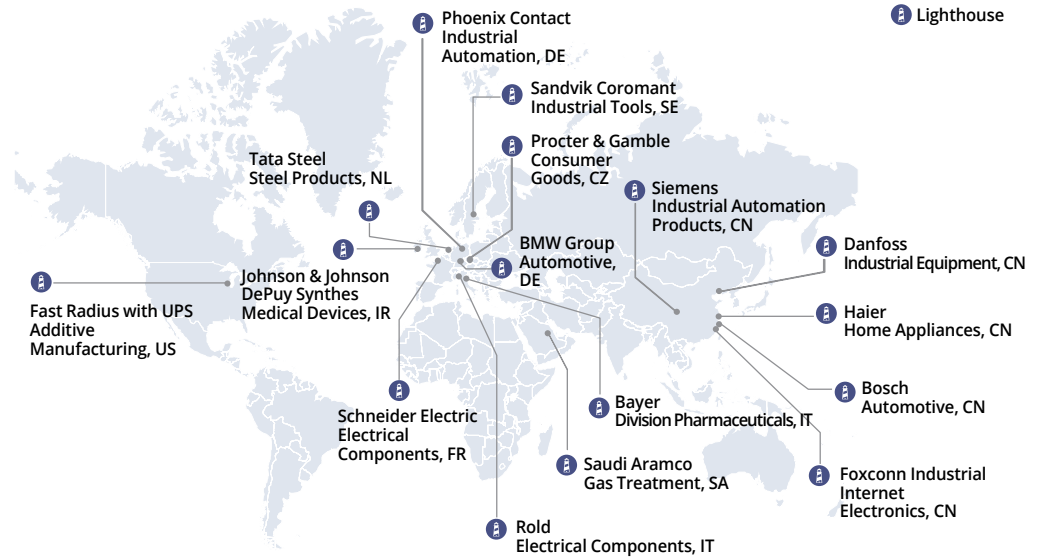 Phoenix Contact
Industrial
Automation, DE
Lighthouse
Sandvik Coromant
Industrial Tools, SE
Procter & Gamble
Consumer
Goods, CZ
Tata Steel
Steel Products, NL
Siemens
Industrial Automation
Products, CN
BMW Group
Automotive,
DE
Danfoss
Industrial Equipment, CN
Johnson & Johnson
DePuy Synthes
Medical Devices, IR
Fast Radius with UPS
Additive
Manufacturing, US
Haier
Home Appliances, CN
Bosch
Automotive, CN
Bayer
Division Pharmaceuticals, IT
Schneider Electric
Electrical
Components, FR
Saudi Aramco
Gas Treatment, SA
Foxconn Industrial
Internet
Electronics, CN
Rold
Electrical Components, IT